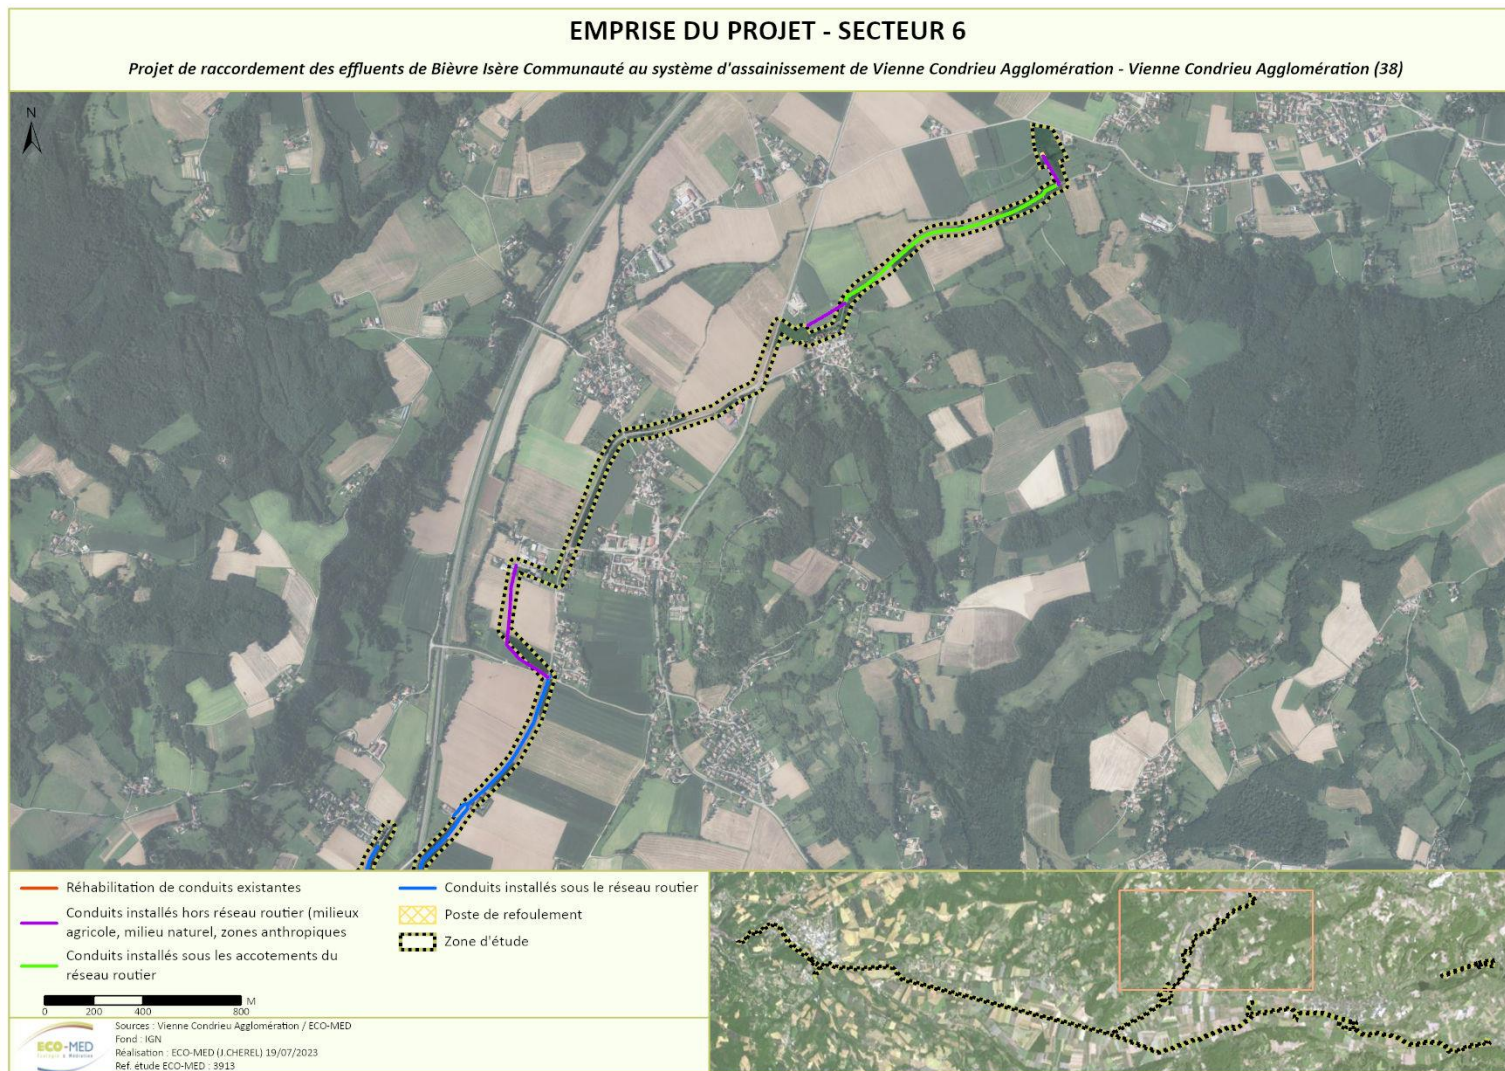 EMPRISE DU PROJET - SECTEUR 6
Projet de raccordement des effluents de Bièvre Isère Communauté au système d'assainissement de Vienne Condrieu Agglomération - Vienne Condrieu Agglomération (38)
N
Réhabilitation de conduits existantes
Conduits installés hors réseau routier (milieux
agricole, milieu naturel, zones anthropiques
Conduits installés sous les accotements du
réseau routier
Conduits installés sous le réseau routier
Poste de refoulement
Zone d'étude
M
0 200 400 800
ECO-MED
Ecologie & Médiation
Sources : Vienne Condrieu Agglomération / ECO-MED
Fond : IGN
Réalisation : ECO-MED (J.CHEREL) 19/07/2023
Ref. étude ECO-MED : 3913